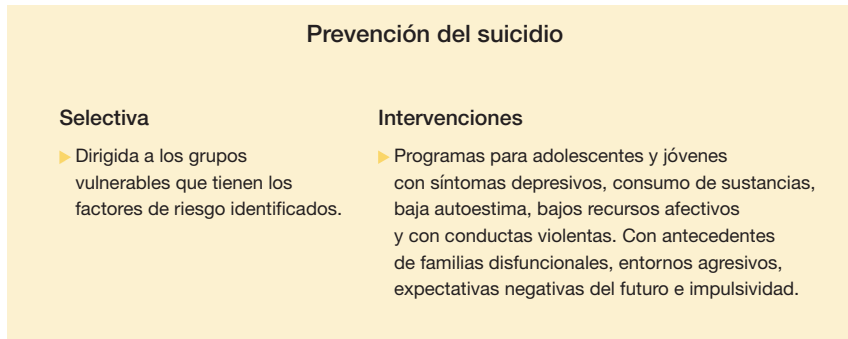 Prevención del suicidio
Selectiva
Dirigida a los grupos
vulnerables que tienen los
factores de riesgo identificados.
Intervenciones
Programas para adolescentes y jóvenes
con síntomas depresivos, consumo de sustancias,
baja autoestima, bajos recursos afectivos
y con conductas violentas. Con antecedentes
de familias disfuncionales, entornos agresivos,
expectativas negativas del futuro e impulsividad.